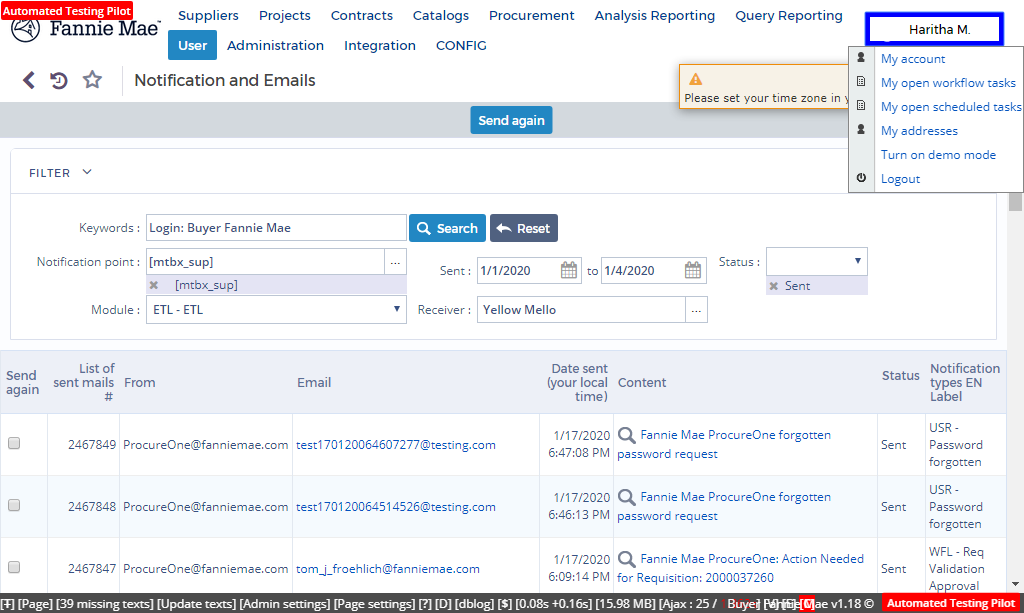 Automated Testing Pilot
Fannie Mae
Suppliers Projects Contracts Catalogs Procurement Analysis Reporting Query Reporting
User Administration Integration CONFIG
Haritha M.
My account
My open workflow tasks
My open scheduled tasks
My addresses
Turn on demo mode
Logout
Notification and Emails
Please set your time zone in
Send again
FILTER
Keywords : Login: Buyer Fannie Mae Search Reset
Notification point : [mtbx_sup] ...
[mtbx_sup]
Sent : 1/1/2020 to 1/4/2020 Status :
Sent
Module : ETL - ETL Receiver : Yellow Mello ...
Send again List of sent mails # From Email Date sent (your local time) Content Status Notification types EN Label
2467849 ProcureOne@fanniemae.com test170120064607277@testing.com 1/17/2020 6:47:08 PM Fannie Mae ProcureOne forgotten password request Sent USR - Password forgotten
2467848 ProcureOne@fanniemae.com test170120064514526@testing.com 1/17/2020 6:46:13 PM Fannie Mae ProcureOne forgotten password request Sent USR - Password forgotten
2467847 ProcureOne@fanniemae.com tom_j_froehlich@fanniemae.com 1/17/2020 6:09:14 PM Fannie Mae ProcureOne: Action Needed for Requisition: 2000037260 Sent WFL - Req Validation Approval
[Ŧ] [Page] [39 missing texts] [Update texts] [Admin settings] [Page settings] [?] [D] [dblog] [$] [0.08s +0.16s] [15.98 MB] [Ajax : 25 / Buyer Mae v1.18 © Automated Testing Pilot